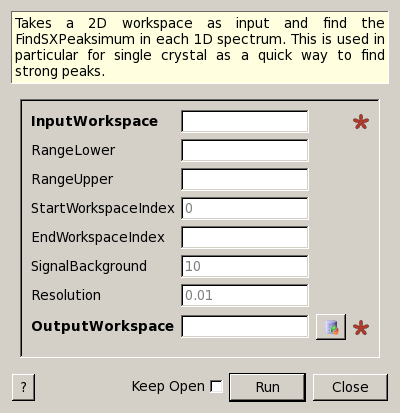 Takes a 2D workspace as input and find the
FindSXPeaksimum in each 1D spectrum. This is used in
particular for single crystal as a quick way to find
strong peaks.
InputWorkspace
RangeLower
RangeUpper
StartWorkspaceIndex 0
EndWorkspaceIndex
SignalBackground 10
Resolution 0.01
OutputWorkspace
? Keep Open Run Close